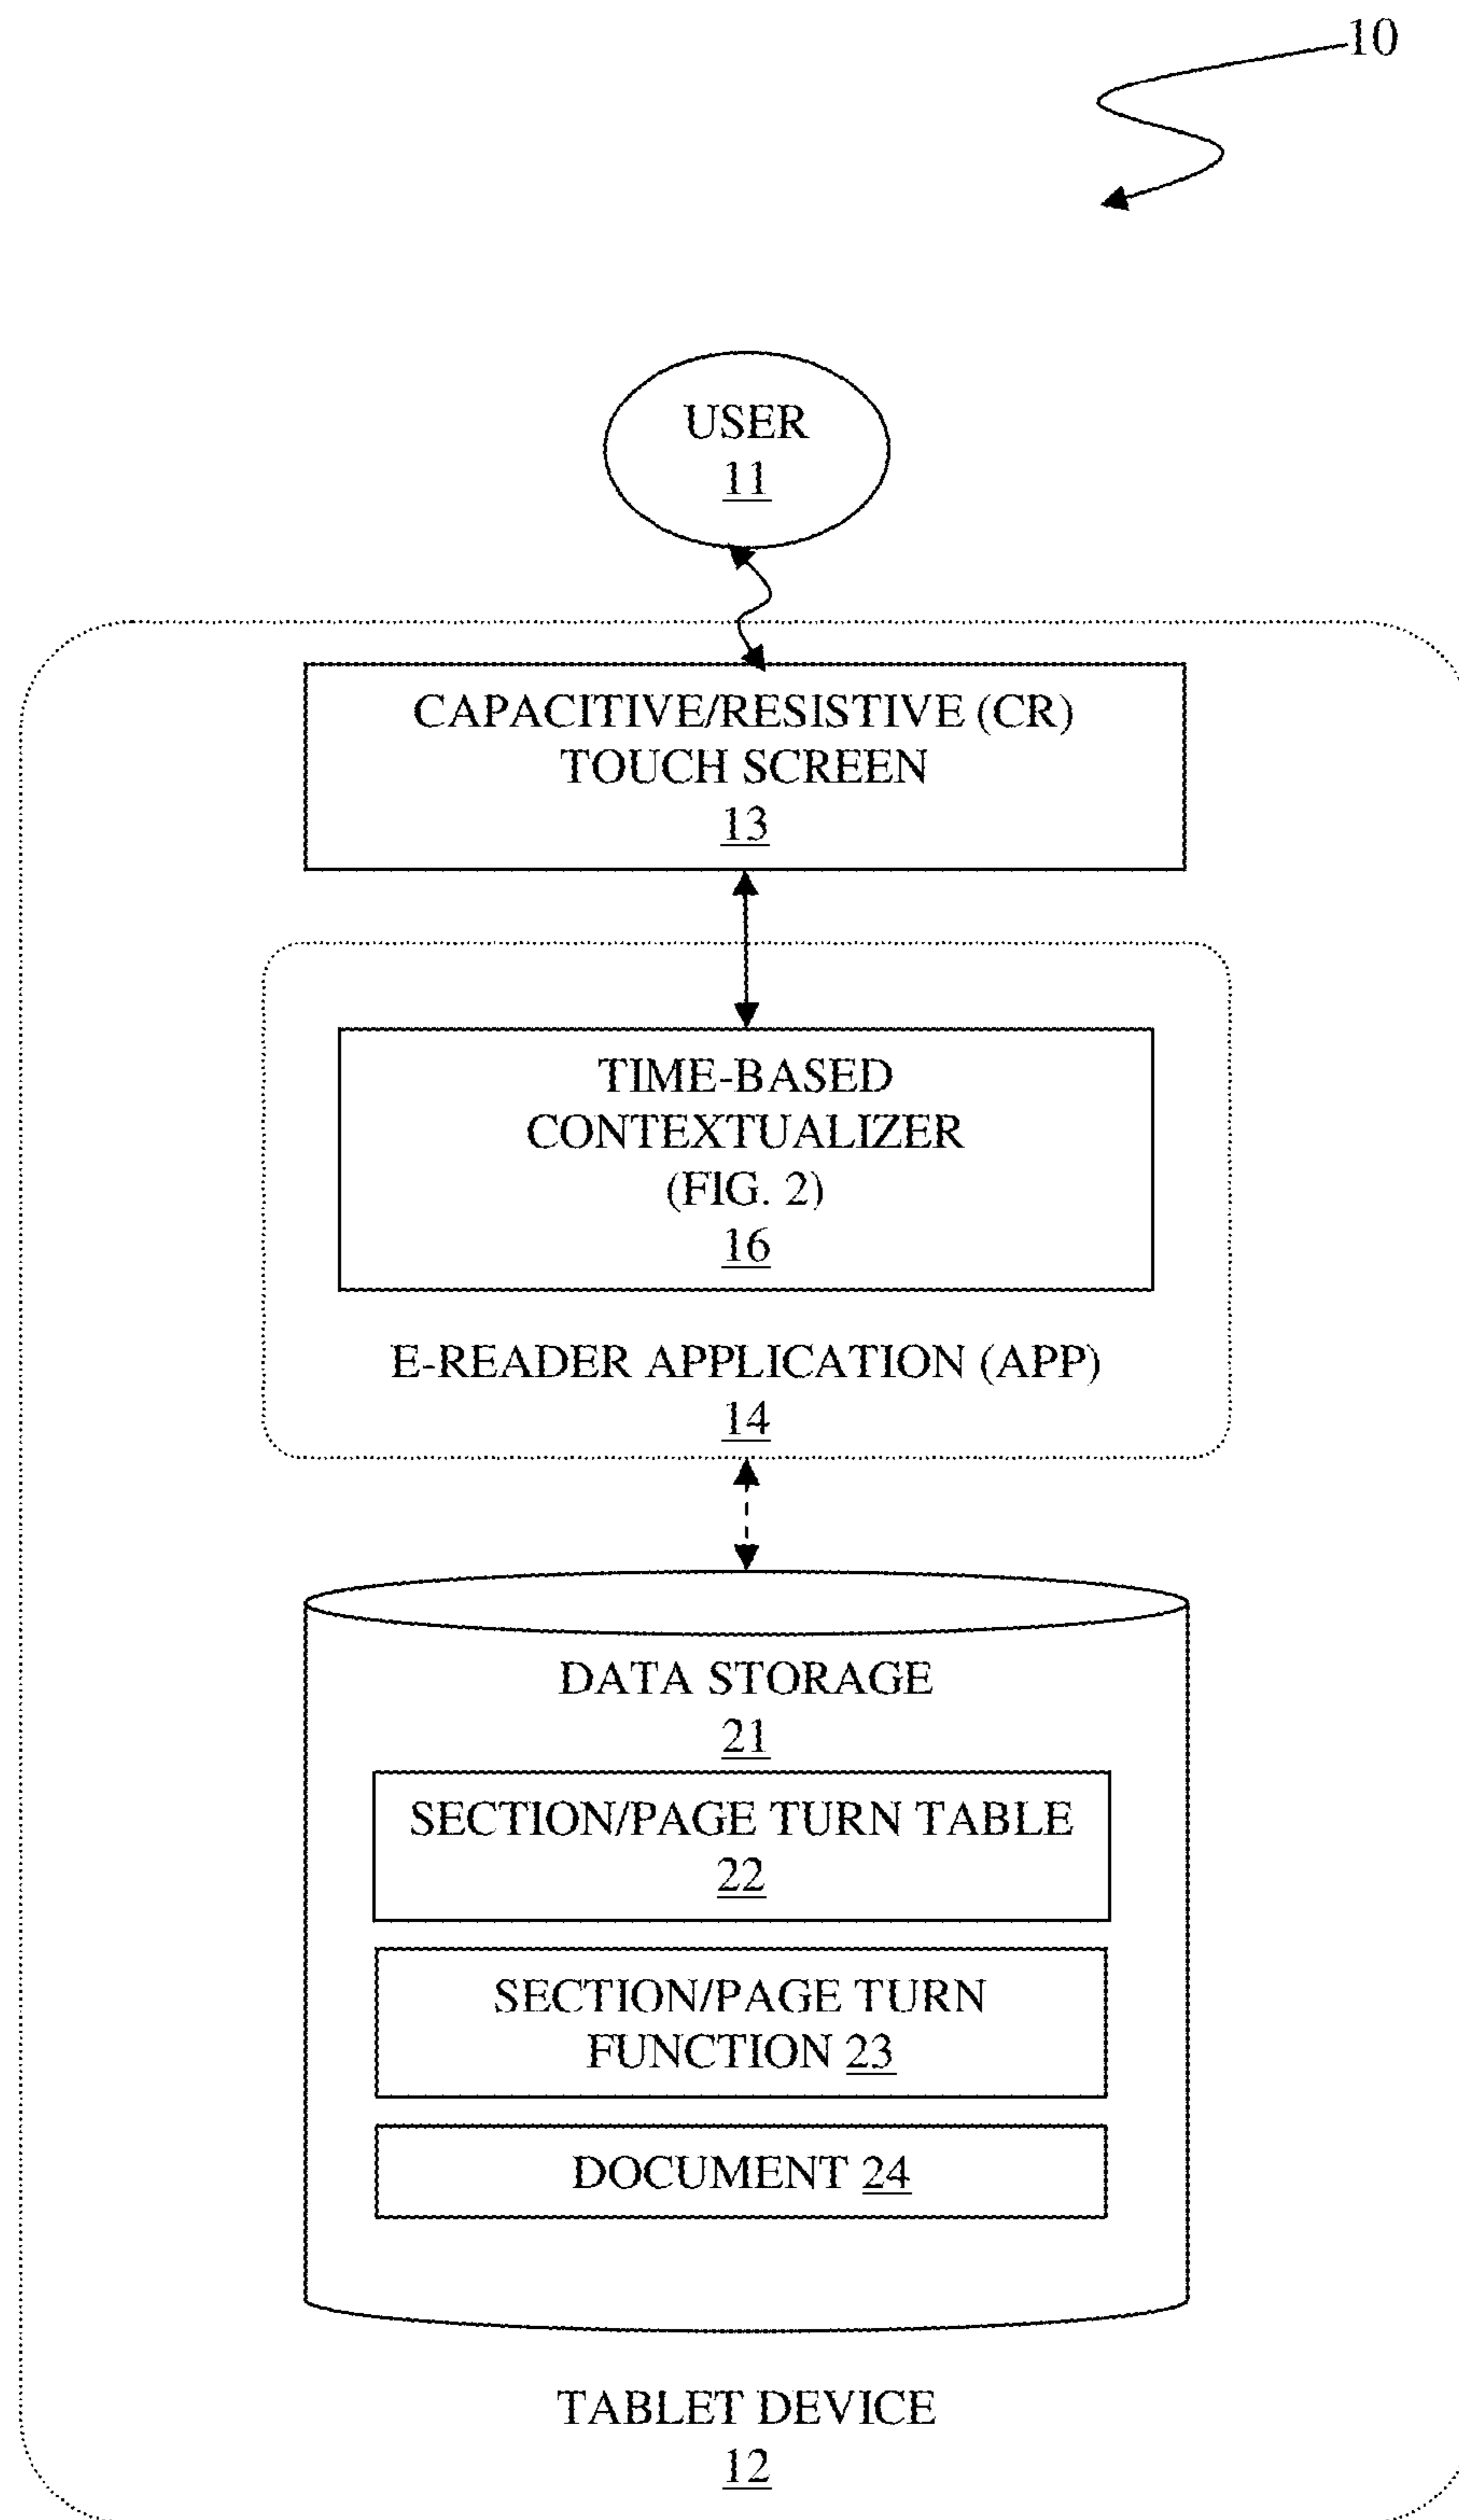 10
USER
11
CAPACITIVE/RESISTIVE (CR)
TOUCH SCREEN
13
TIME-BASED
CONTEXTUALIZER
(FIG. 2)
16
E-READER APPLICATION (APP)
14
DATA STORAGE
21
SECTION/PAGE TURN TABLE
22
SECTION/PAGE TURN
FUNCTION 23
DOCUMENT 24
TABLET DEVICE
12